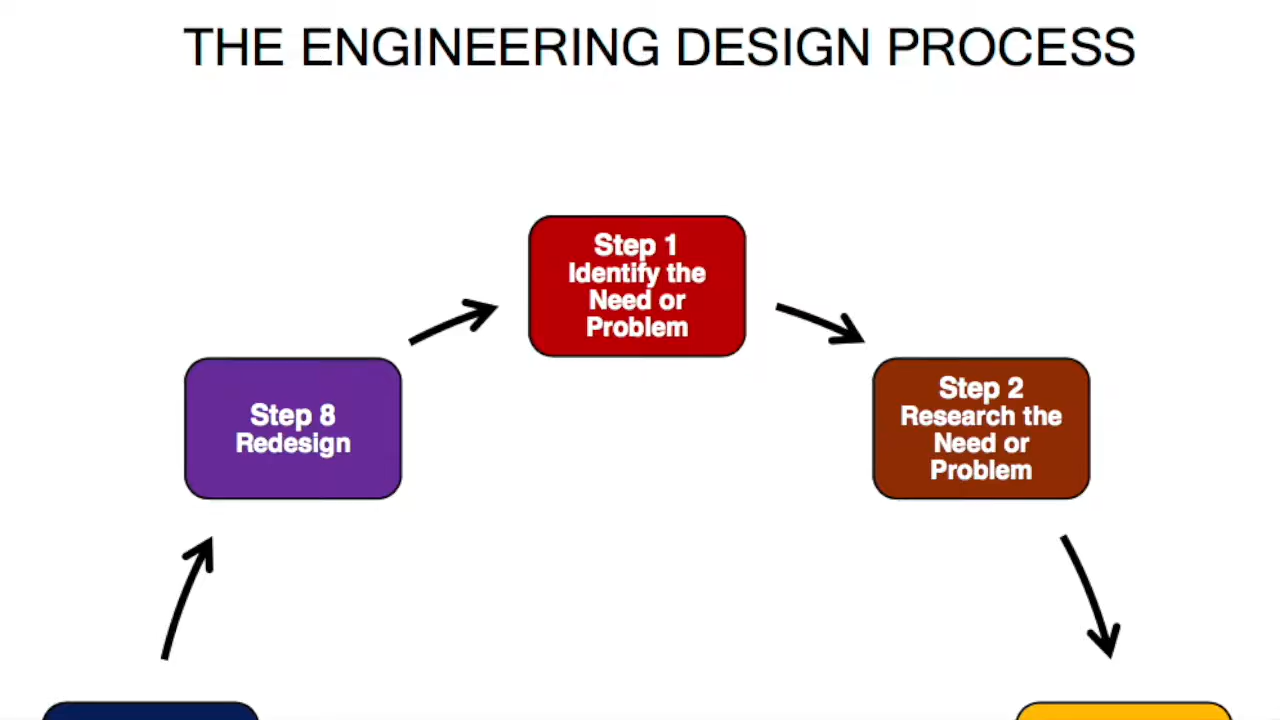 THE ENGINEERING DESIGN PROCESS
Step 1
Identify the
Need or
Problem
Step 2
Research the
Need or
Problem
Step 8
Redesign